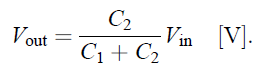 V_out = C_2 / (C_1 + C_2) V_in [V].